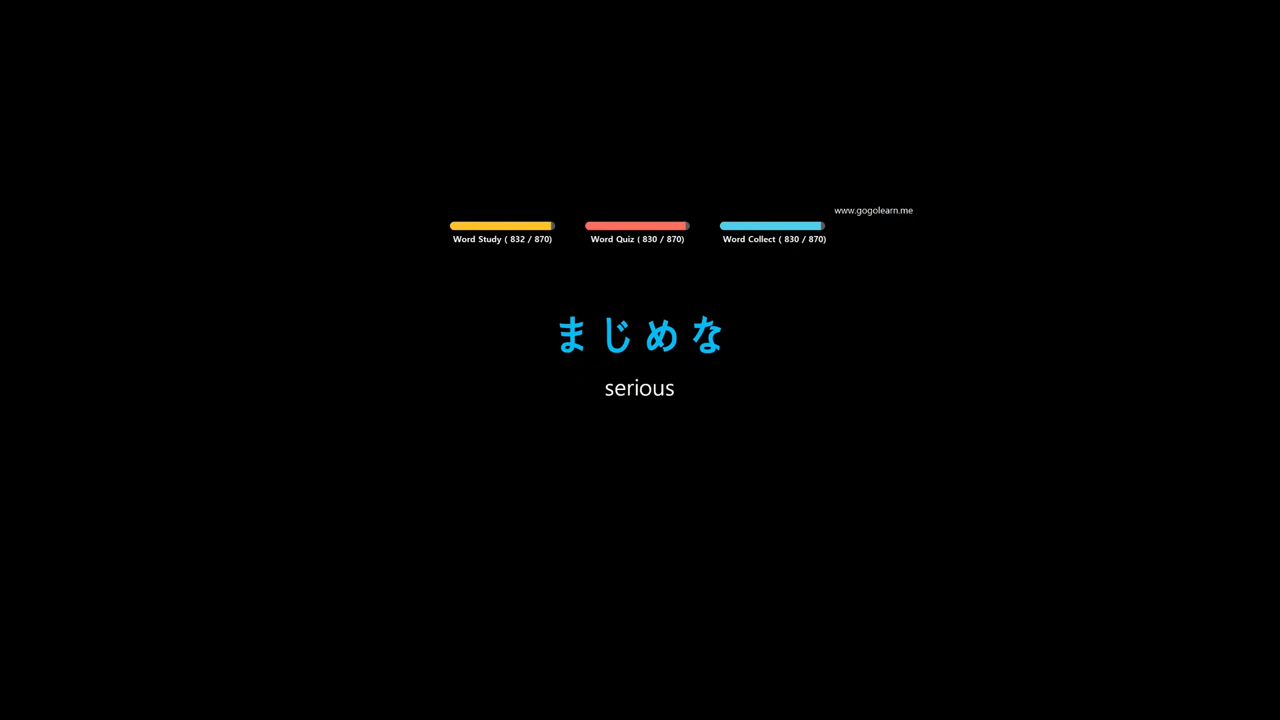 www.gogolearn.me
Word Study ( 832 / 870)
Word Quiz ( 830 / 870)
Word Collect ( 830 / 870)
まじめな
serious